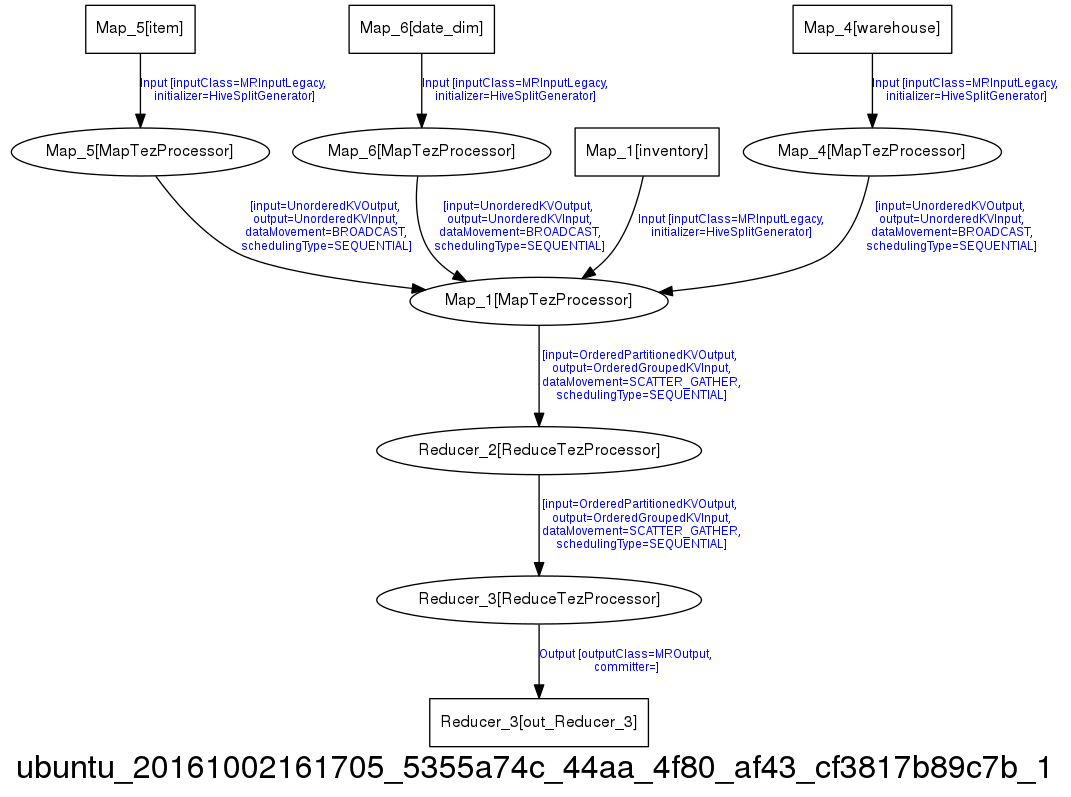 Map_5[item]
Map_6[date_dim]
Map_4[warehouse]
Input [inputClass=MRInputLegacy,
initializer=HiveSplitGenerator]
Input [inputClass=MRInputLegacy,
initializer=HiveSplitGenerator]
Input [inputClass=MRInputLegacy,
initializer=HiveSplitGenerator]
Map_5[MapTezProcessor]
Map_6[MapTezProcessor]
Map_1[inventory]
Map_4[MapTezProcessor]
[input=UnorderedKVOutput,
output=UnorderedKVInput,
dataMovement=BROADCAST,
schedulingType=SEQUENTIAL]
[input=UnorderedKVOutput,
output=UnorderedKVInput,
dataMovement=BROADCAST,
schedulingType=SEQUENTIAL]
Input [inputClass=MRInputLegacy,
initializer=HiveSplitGenerator]
[input=UnorderedKVOutput,
output=UnorderedKVInput,
dataMovement=BROADCAST,
schedulingType=SEQUENTIAL]
Map_1[MapTezProcessor]
[input=OrderedPartitionedKVOutput,
output=OrderedGroupedKVInput,
dataMovement=SCATTER_GATHER,
schedulingType=SEQUENTIAL]
Reducer_2[ReduceTezProcessor]
[input=OrderedPartitionedKVOutput,
output=OrderedGroupedKVInput,
dataMovement=SCATTER_GATHER,
schedulingType=SEQUENTIAL]
Reducer_3[ReduceTezProcessor]
Output [outputClass=MROutput,
committer=]
Reducer_3[out_Reducer_3]
ubuntu_20161002161705_5355a74c_44aa_4f80_af43_cf3817b89c7b_1